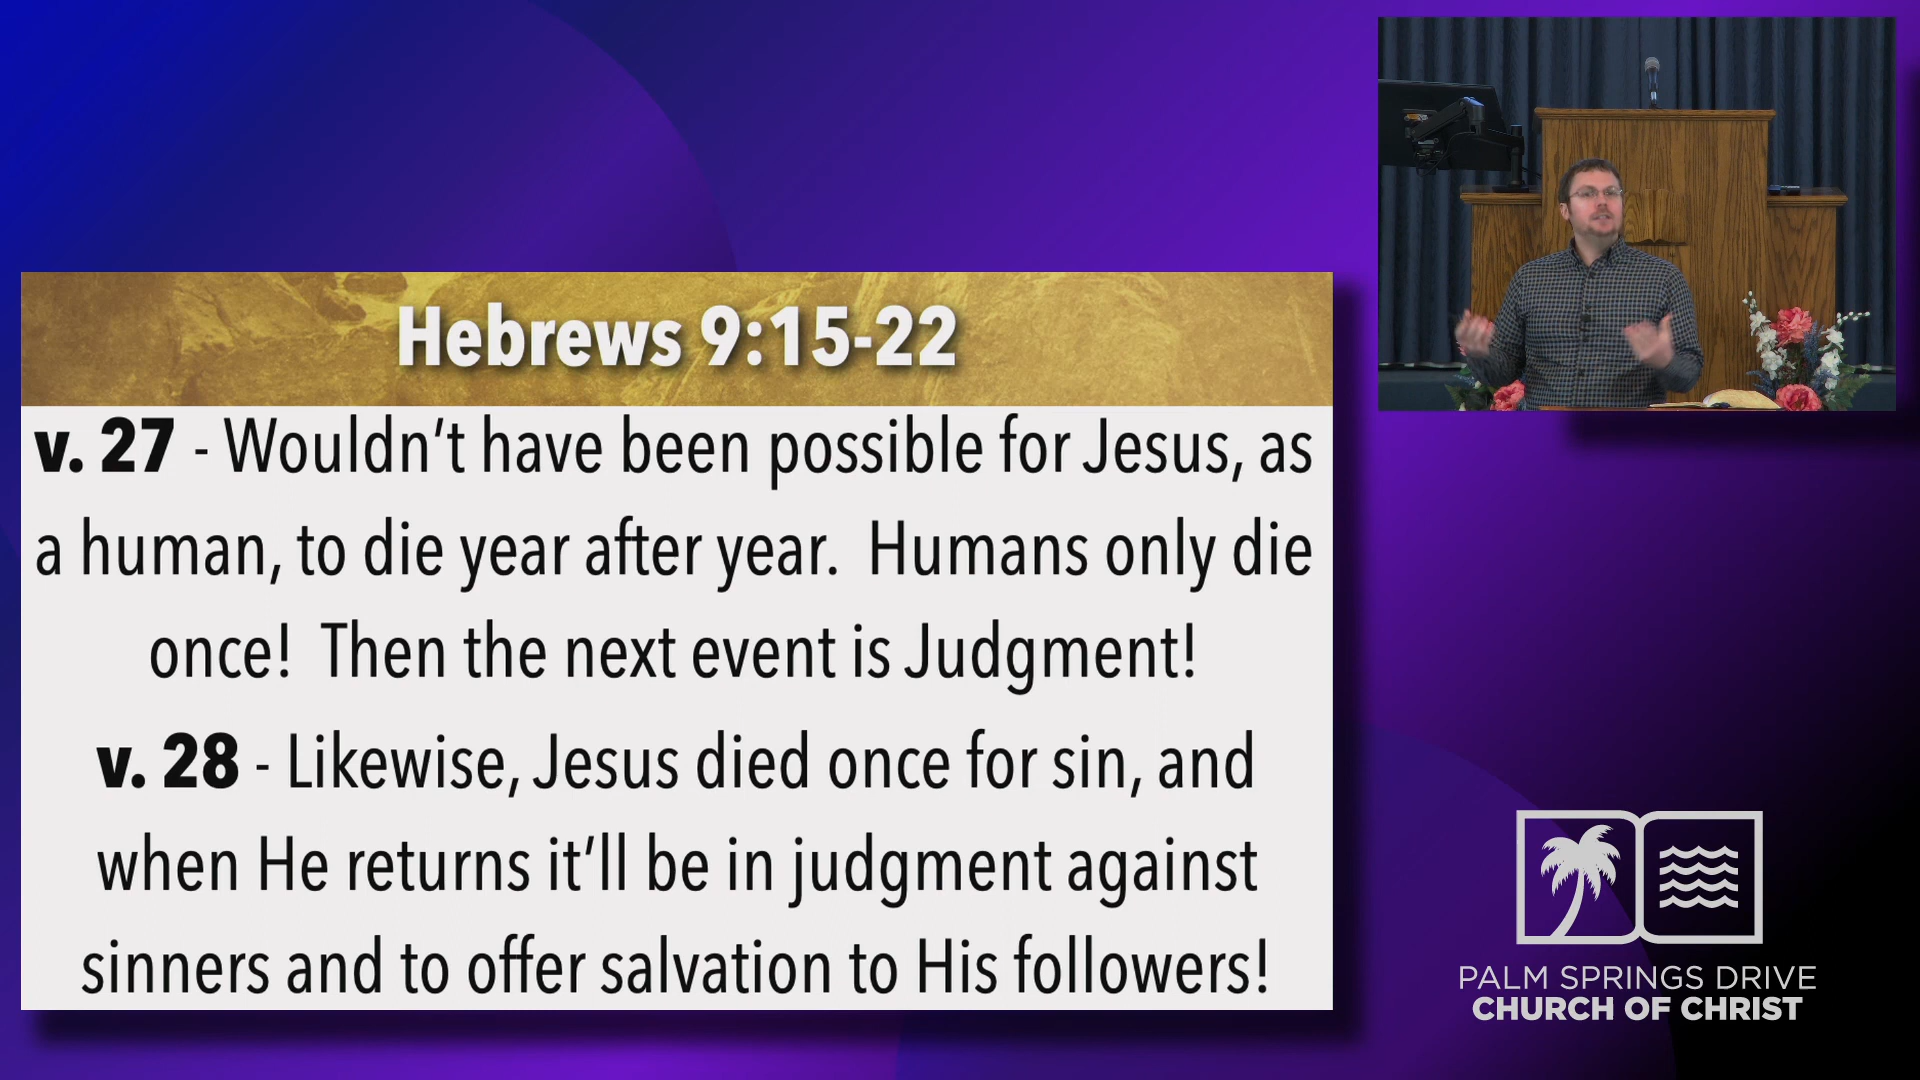 Hebrews 9:15-22
v. 27 - Wouldn't have been possible for Jesus, as
a human, to die year after year.  Humans only die
once!  Then the next event is Judgment!
v. 28 - Likewise, Jesus died once for sin, and
when He returns it'll be in judgment against
sinners and to offer salvation to His followers!
PALM SPRINGS DRIVE
CHURCH OF CHRIST